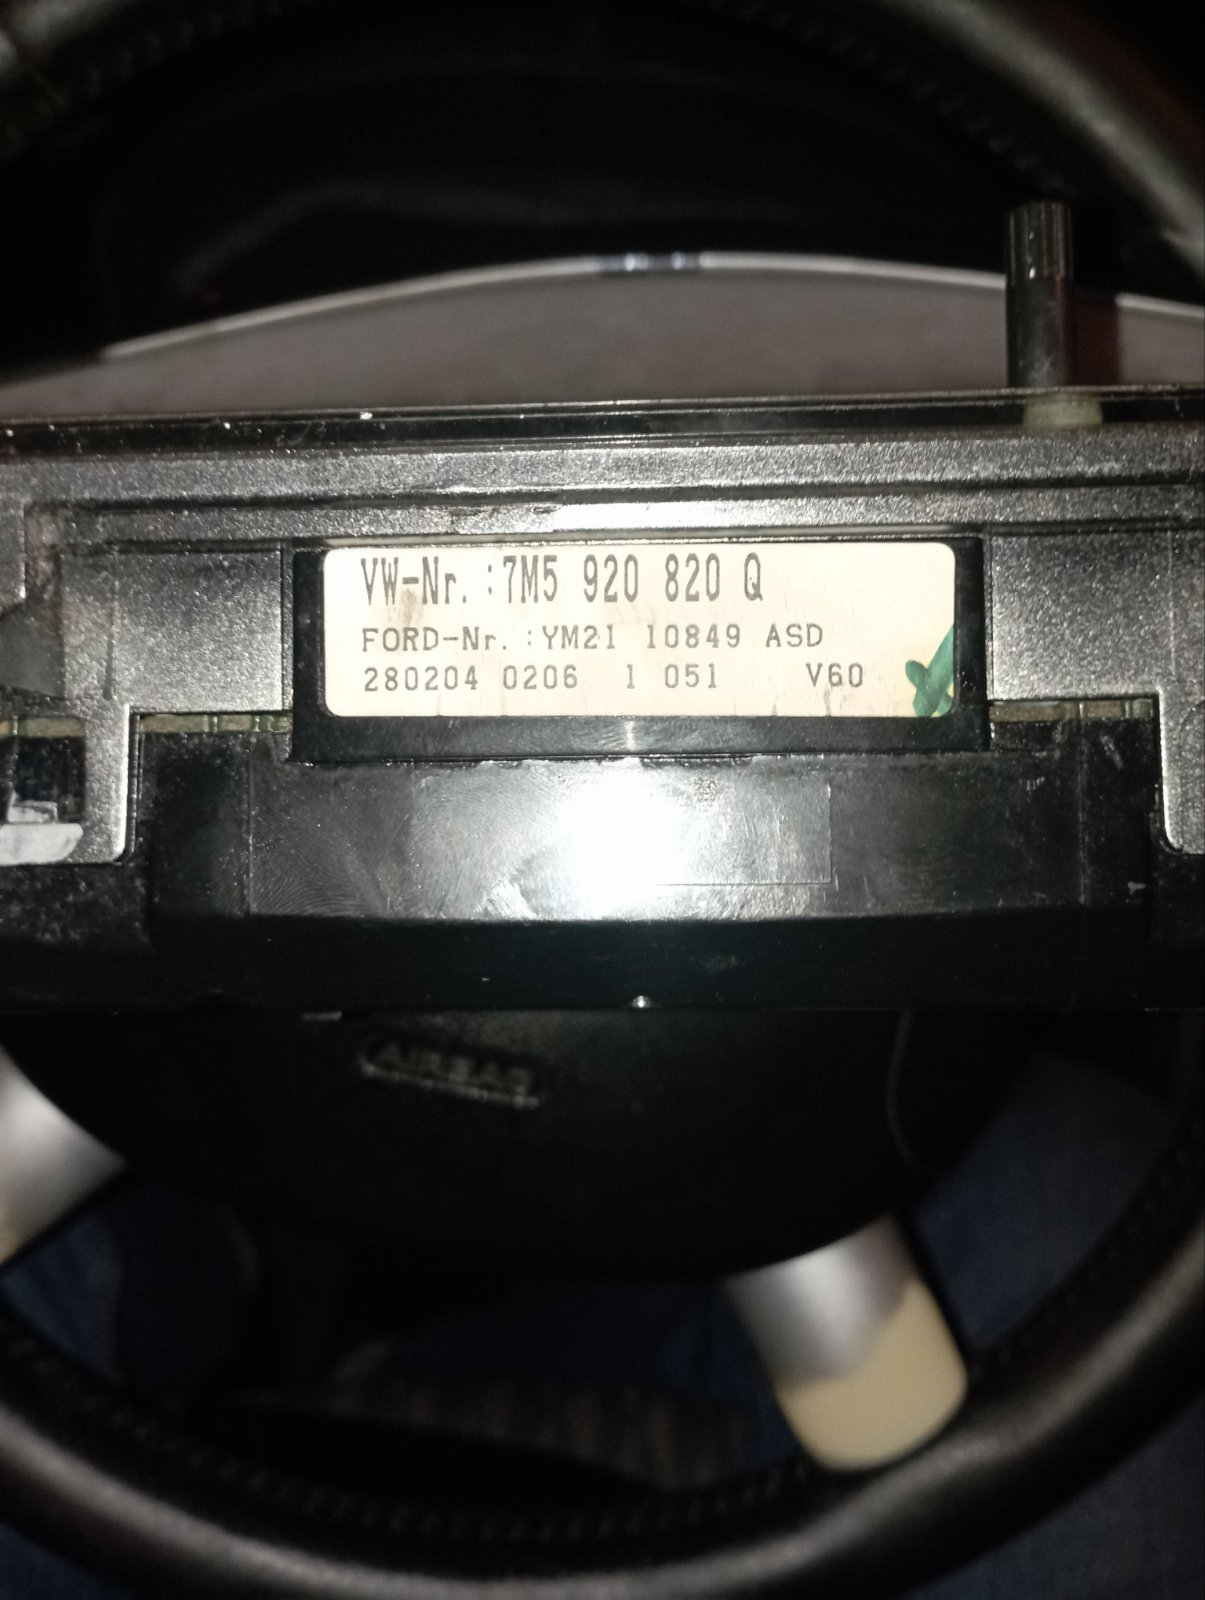 VW-Nr. :7M5 920 820 Q
FORD-Nr. :YM21 10849 ASD
280204 0206 1 051 V60
AIRBAG